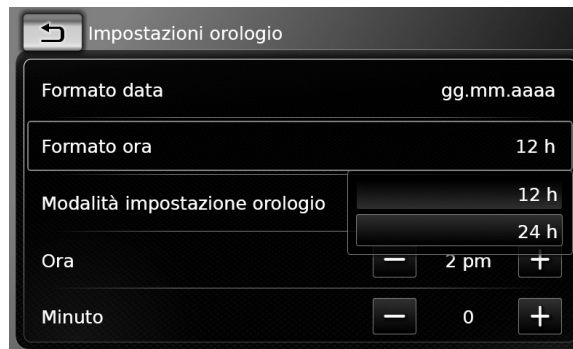 Impostazioni orologio
Formato data gg.mm.aaaa
Formato ora 12 h
12 h
Modalità impostazione orologio
24 h
Ora − 2 pm +
Minuto − 0 +